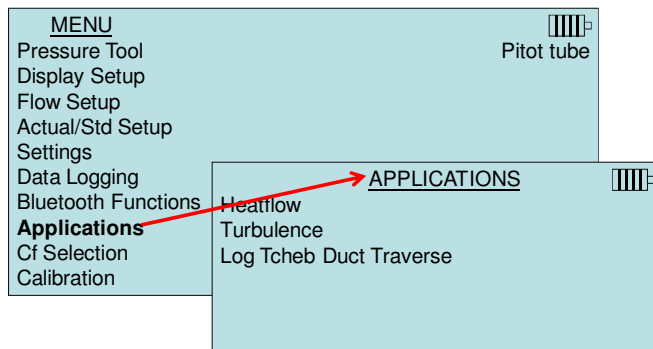 MENU
Pressure Tool
Pitot tube
Display Setup
Flow Setup
Actual/Std Setup
Settings
Data Logging
Bluetooth Functions
Applications
Cf Selection
Calibration
APPLICATIONS
Heatflow
Turbulence
Log Tcheb Duct Traverse